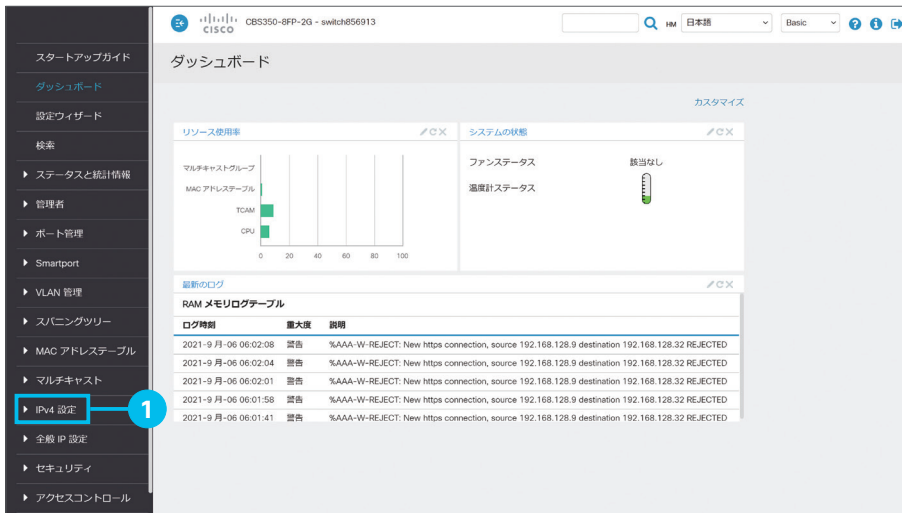 CISCO
CBS350-8FP-2G - switch856913
нм
日本語
Basic
スタートアップガイド
ダッシュボード
設定ウィザード
検索
ステータスと統計情報
管理者
ポート管理
Smartport
VLAN 管理
スパニングツリー
MAC アドレステーブル
マルチキャスト
IPv4 設定
1
全般 IP 設定
セキュリティ
アクセスコントロール
ダッシュボード
カスタマイズ
リソース使用率
マルチキャストグループ
MAC アドレステーブル
TCAM
CPU
0 20 40 60 80 100
システムの状態
ファンステータス 該当なし
温度計ステータス
最新のログ
RAM メモリログテーブル
ログ時刻 重大度 説明
2021-9 月-06 06:02:08 警告 %AAA-W-REJECT: New https connection, source 192.168.128.9 destination 192.168.128.32 REJECTED
2021-9 月-06 06:02:04 警告 %AAA-W-REJECT: New https connection, source 192.168.128.9 destination 192.168.128.32 REJECTED
2021-9 月-06 06:02:01 警告 %AAA-W-REJECT: New https connection, source 192.168.128.9 destination 192.168.128.32 REJECTED
2021-9 月-06 06:01:58 警告 %AAA-W-REJECT: New https connection, source 192.168.128.9 destination 192.168.128.32 REJECTED
2021-9 月-06 06:01:41 警告 %AAA-W-REJECT: New https connection, source 192.168.128.9 destination 192.168.128.32 REJECTED